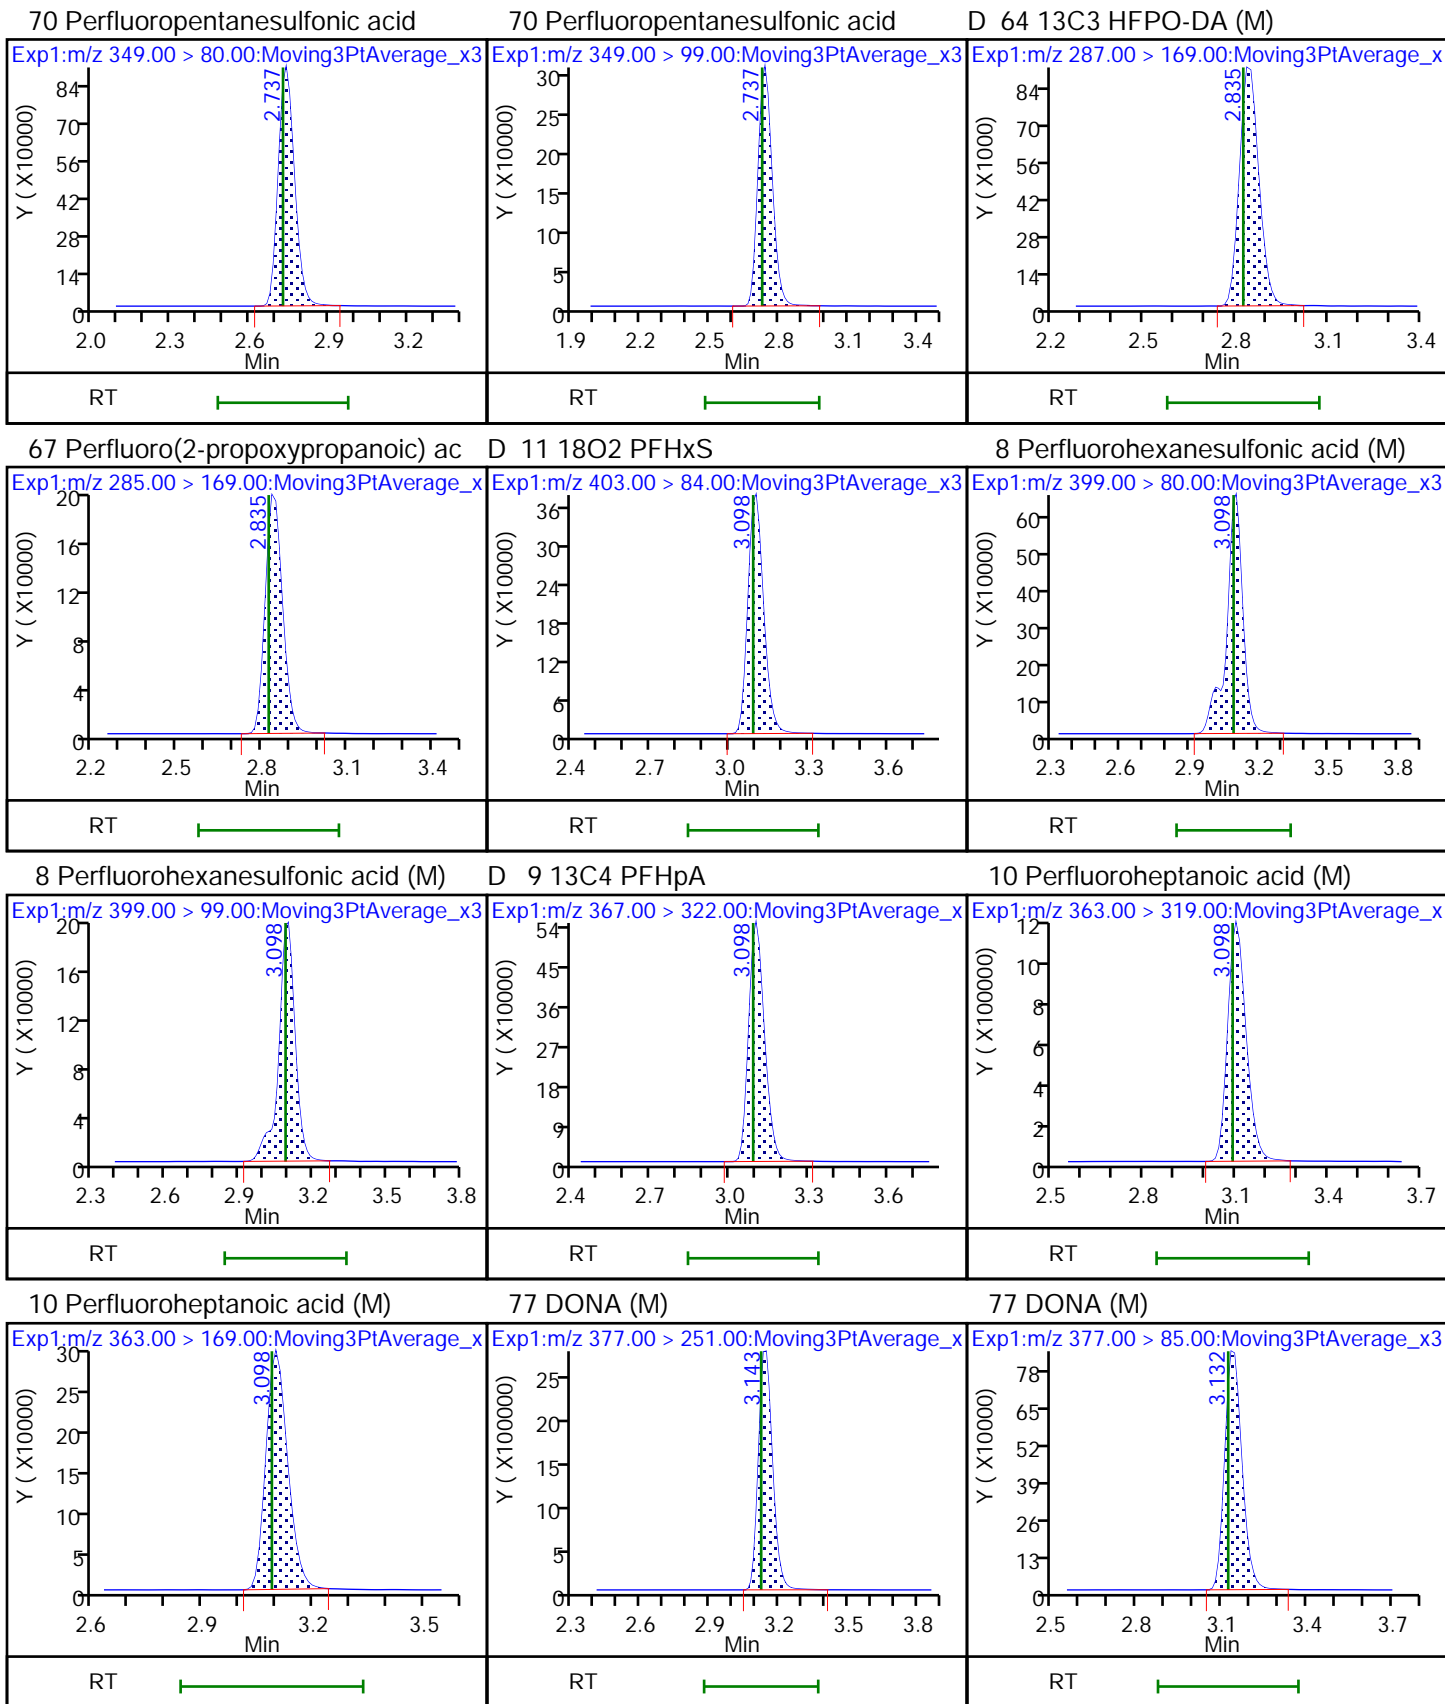 70 Perfluoropentanesulfonic acid
Exp1:m/z 349.00 > 80.00:Moving3PtAverage_x3
2.737
Y ( X10000)
84
70
56
42
28
14
0
2.0 2.3 2.6 2.9 3.2
Min
RT
70 Perfluoropentanesulfonic acid
Exp1:m/z 349.00 > 99.00:Moving3PtAverage_x3
2.737
Y ( X10000)
30
25
20
15
10
5
0
1.9 2.2 2.5 2.8 3.1 3.4
Min
RT
D 64 13C3 HFPO-DA (M)
Exp1:m/z 287.00 > 169.00:Moving3PtAverage_x
2.835
Y ( X1000)
84
70
56
42
28
14
0
2.2 2.5 2.8 3.1 3.4
Min
RT
67 Perfluoro(2-propoxypropanoic) ac
Exp1:m/z 285.00 > 169.00:Moving3PtAverage_x
2.835
Y ( X10000)
20
16
12
8
4
0
2.2 2.5 2.8 3.1 3.4
Min
RT
D 11 18O2 PFHxS
Exp1:m/z 403.00 > 84.00:Moving3PtAverage_x3
3.098
Y ( X10000)
36
30
24
18
12
6
0
2.4 2.7 3.0 3.3 3.6
Min
RT
8 Perfluorohexanesulfonic acid (M)
Exp1:m/z 399.00 > 80.00:Moving3PtAverage_x3
3.098
Y ( X10000)
60
50
40
30
20
10
0
2.3 2.6 2.9 3.2 3.5 3.8
Min
RT
8 Perfluorohexanesulfonic acid (M)
Exp1:m/z 399.00 > 99.00:Moving3PtAverage_x3
3.098
Y ( X10000)
20
16
12
8
4
0
2.3 2.6 2.9 3.2 3.5 3.8
Min
RT
D 9 13C4 PFHpA
Exp1:m/z 367.00 > 322.00:Moving3PtAverage_x
3.098
Y ( X10000)
54
45
36
27
18
9
0
2.4 2.7 3.0 3.3 3.6
Min
RT
10 Perfluoroheptanoic acid (M)
Exp1:m/z 363.00 > 319.00:Moving3PtAverage_x
3.098
Y ( X100000)
12
10
8
6
4
2
0
2.5 2.8 3.1 3.4 3.7
Min
RT
10 Perfluoroheptanoic acid (M)
Exp1:m/z 363.00 > 169.00:Moving3PtAverage_x
3.098
Y ( X10000)
30
25
20
15
10
5
0
2.6 2.9 3.2 3.5
Min
RT
77 DONA (M)
Exp1:m/z 377.00 > 251.00:Moving3PtAverage_x
3.143
Y ( X100000)
25
20
15
10
5
0
2.3 2.6 2.9 3.2 3.5 3.8
Min
RT
77 DONA (M)
Exp1:m/z 377.00 > 85.00:Moving3PtAverage_x3
3.132
Y ( X10000)
78
65
52
39
26
13
0
2.5 2.8 3.1 3.4 3.7
Min
RT